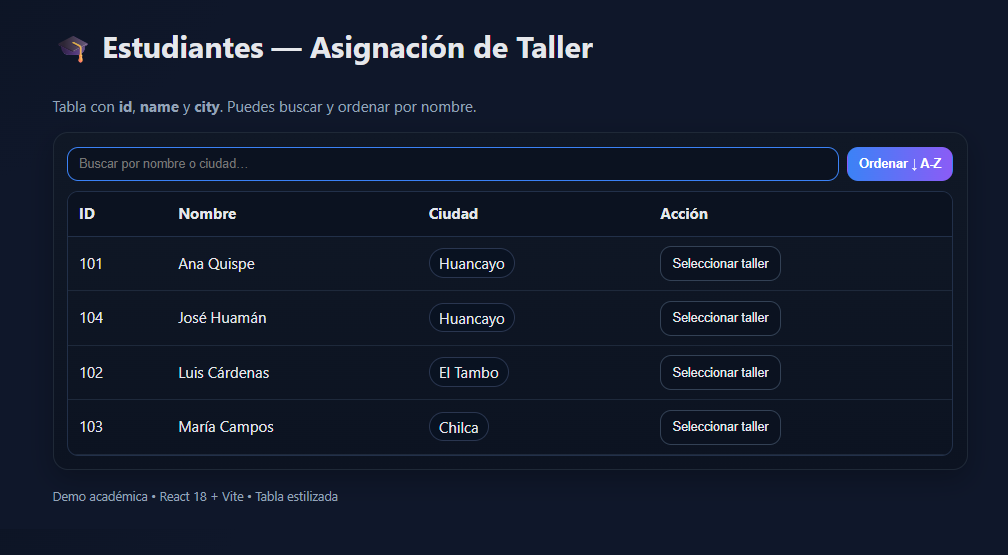 Estudiantes — Asignación de Taller
Tabla con id, name y city. Puedes buscar y ordenar por nombre.
Buscar por nombre o ciudad… Ordenar ↓ A-Z
ID Nombre Ciudad Acción
101 Ana Quispe Huancayo Seleccionar taller
104 José Huamán Huancayo Seleccionar taller
102 Luis Cárdenas El Tambo Seleccionar taller
103 María Campos Chilca Seleccionar taller
Demo académica • React 18 + Vite • Tabla estilizada